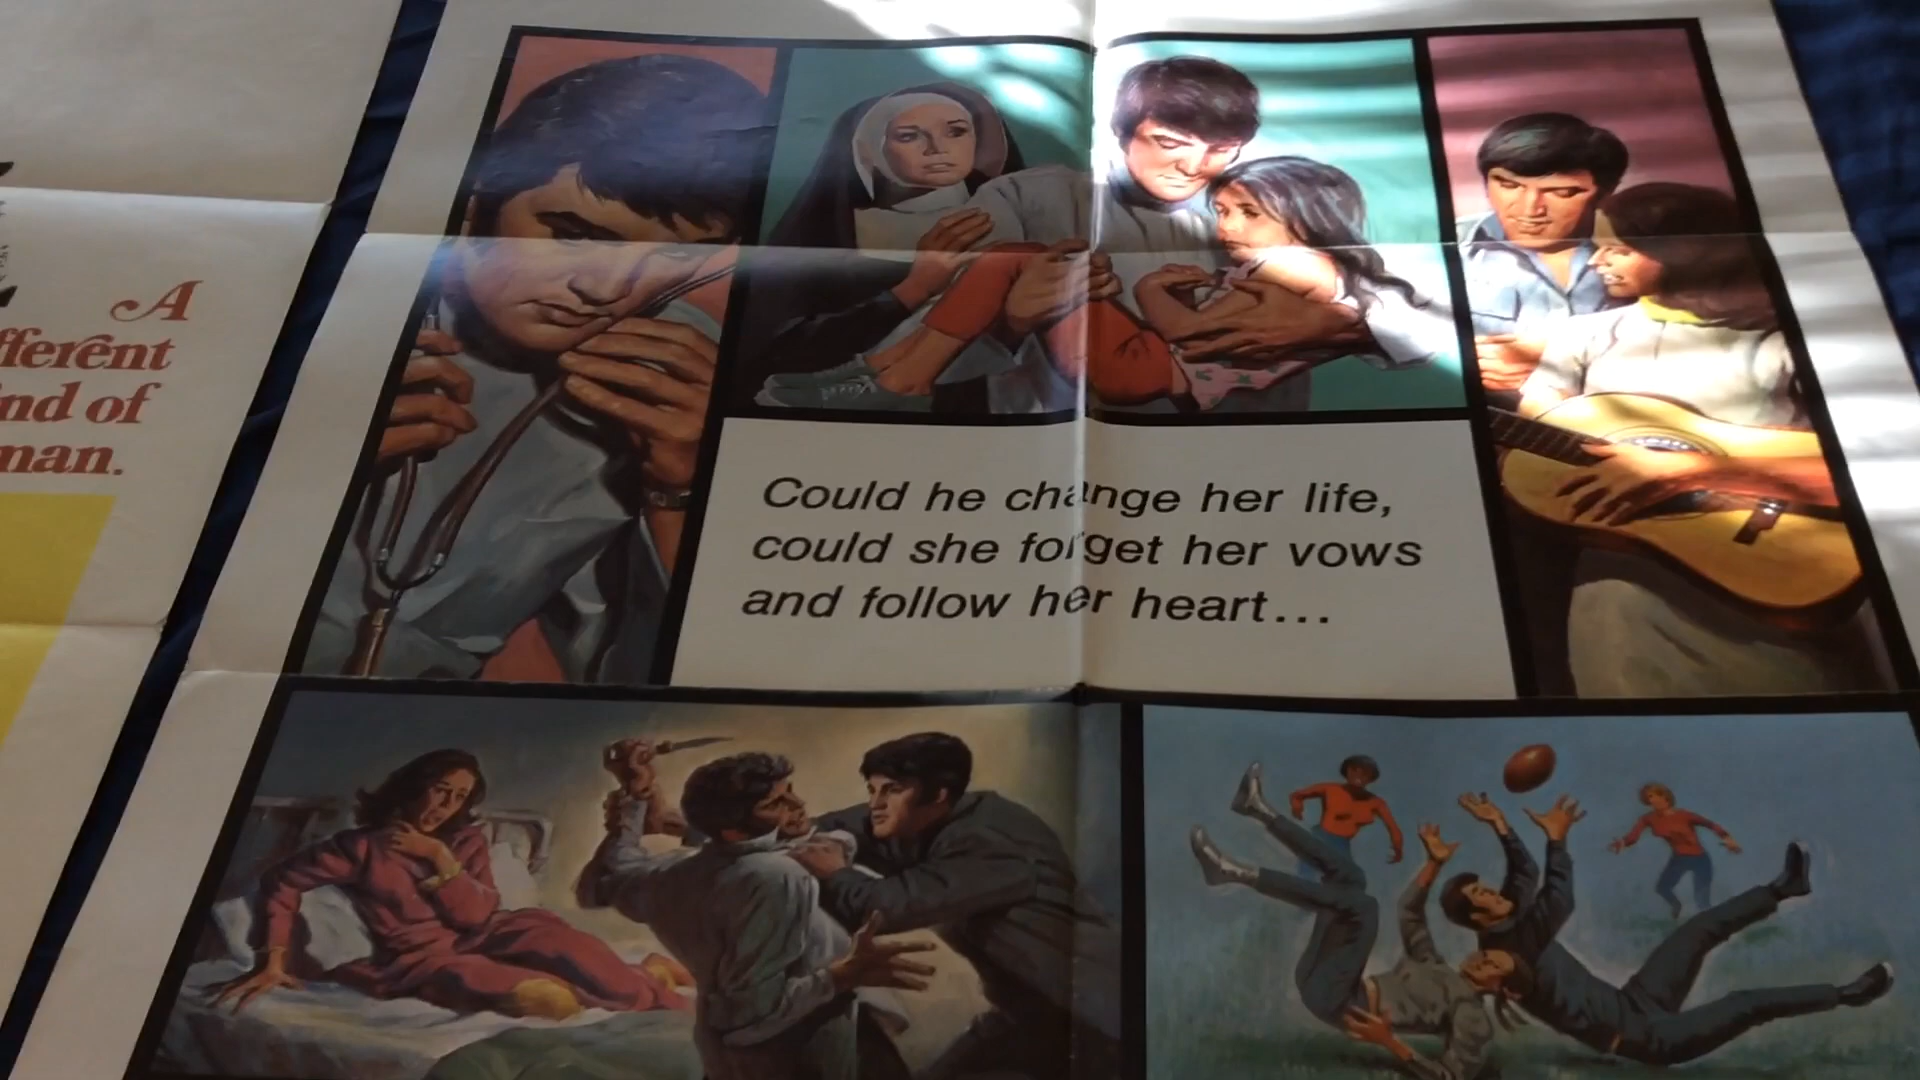 A
fferent
nd of
man.
Could he change her life,
could she forget her vows
and follow her heart...